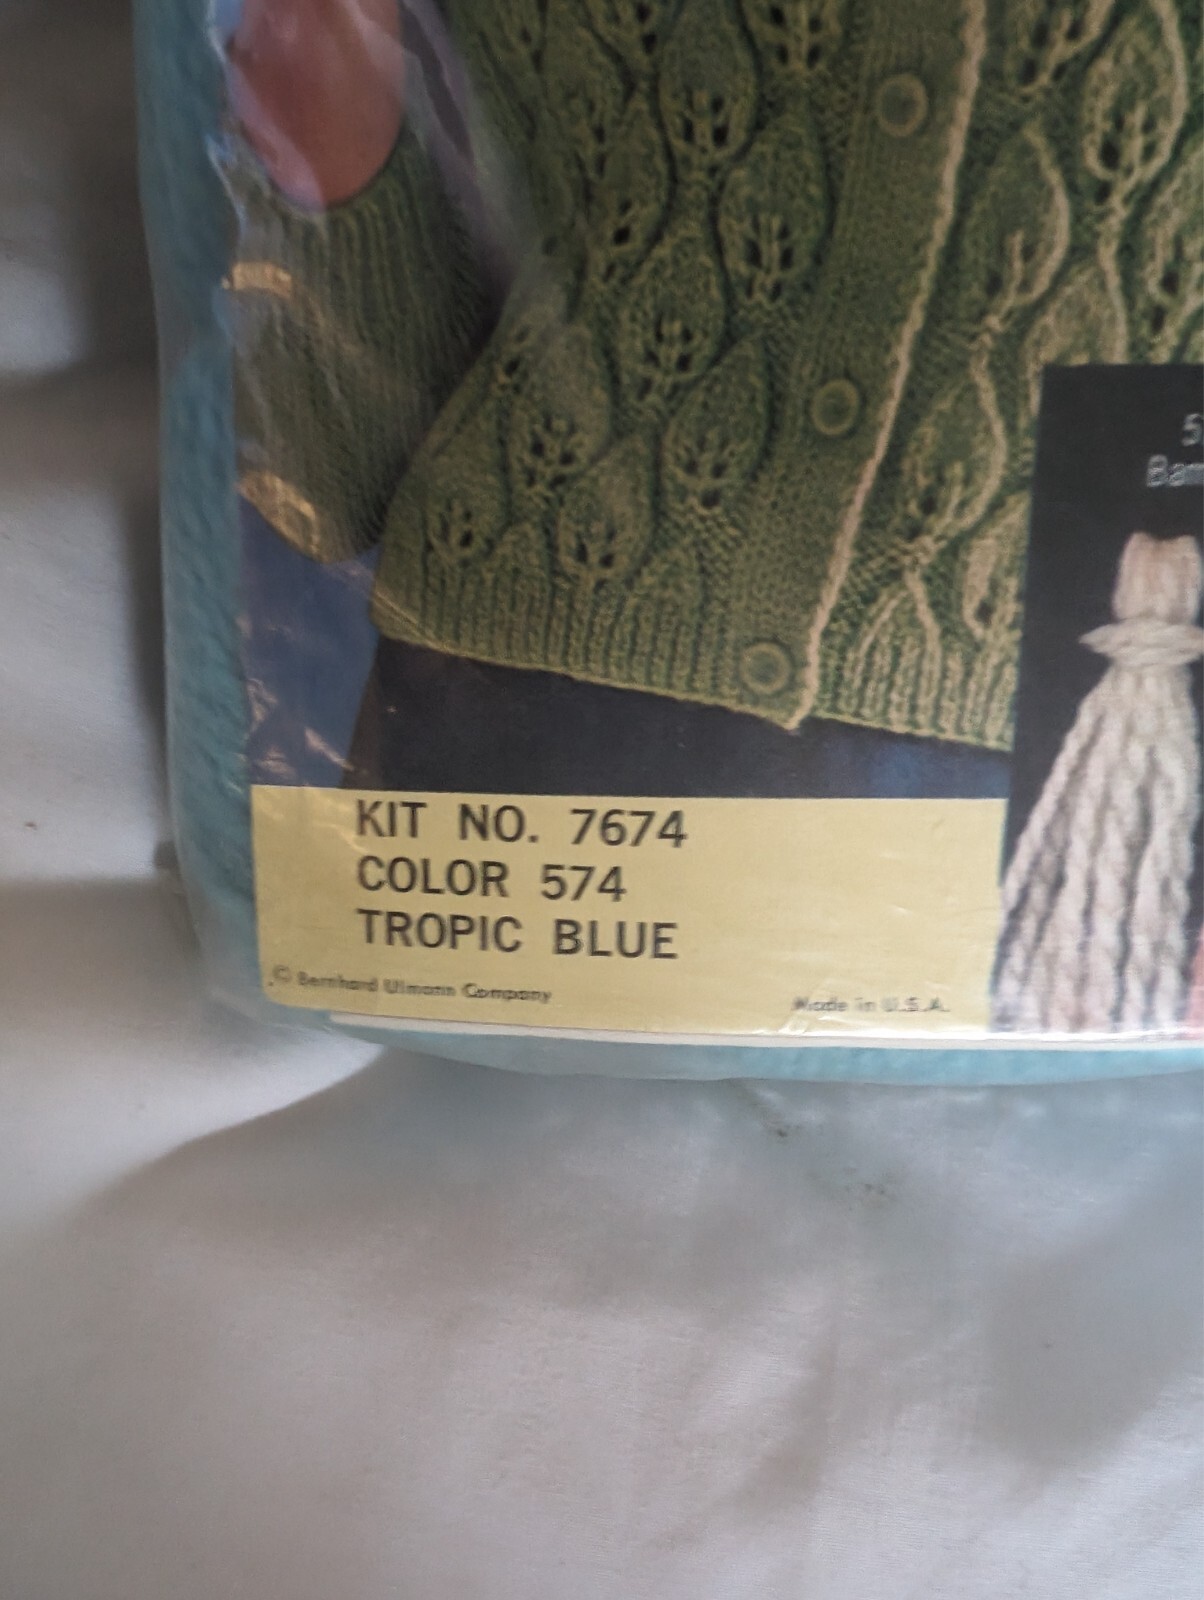 KIT NO. 7674
COLOR 574
TROPIC BLUE
© Bernhard Ulmann Company
Made in U.S.A.